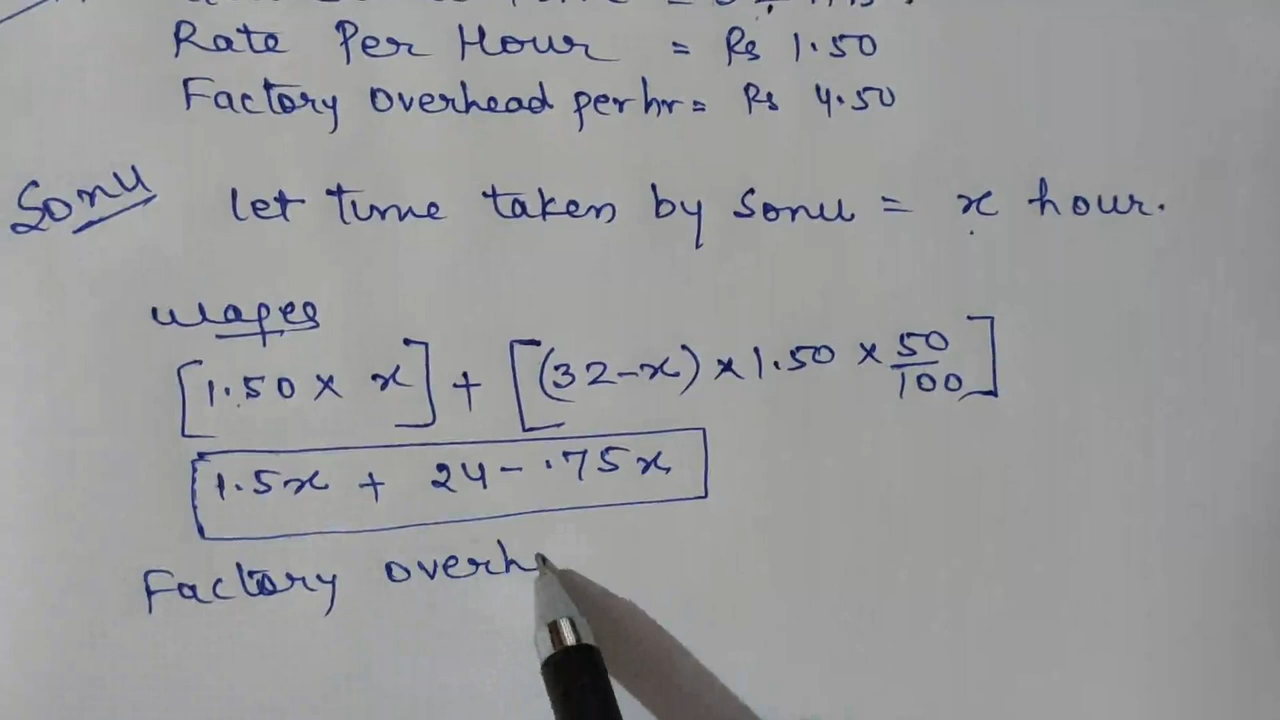 Rate Per Hour = Rs 1.50
Factory overhead per hr = Rs 4.50
Sonu let time taken by Sonu = x hour.
Wages
[1.50 × x] + [(32-x) × 1.50 × 50/100]
1.5x + 24 - .75x
Factory overh